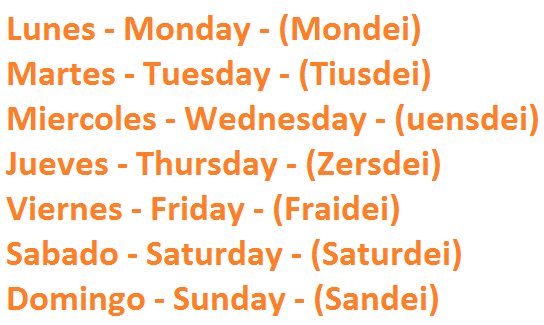 Lunes - Monday - (Mondei)
Martes - Tuesday - (Tiusdei)
Miercoles - Wednesday - (uensdei)
Jueves - Thursday - (Zersdei)
Viernes - Friday - (Fraidei)
Sabado - Saturday - (Saturdei)
Domingo - Sunday - (Sandei)